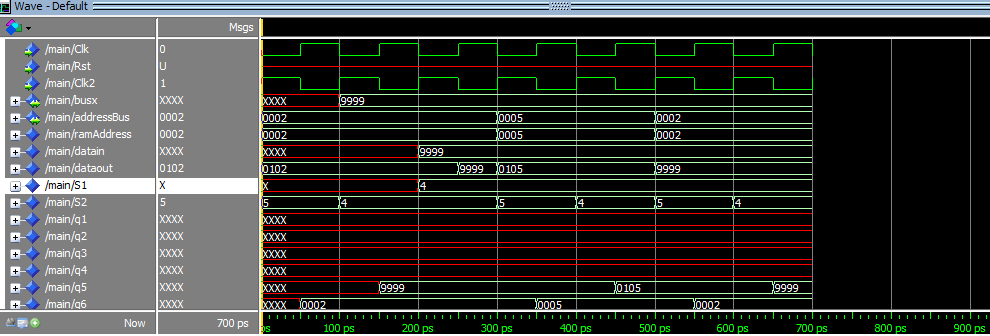 Wave - Default
Msgs
/main/Clk 0
/main/Rst U
/main/Clk2 1
/main/busx XXXX XXXX 9999
/main/addressBus 0002 0002 0005 0002
/main/ramAddress 0002 0002 0005 0002
/main/datain XXXX XXXX 9999
/main/dataout 0102 0102 9999 0105 9999
/main/S1 X X 4
/main/S2 5 5 4 5 4 5 4
/main/q1 XXXX XXXX
/main/q2 XXXX XXXX
/main/q3 XXXX XXXX
/main/q4 XXXX XXXX
/main/q5 XXXX XXXX 9999 0105 9999
/main/q6 XXXX XXXX 0002 0005 0002
Now 700 ps ps 100 ps 200 ps 300 ps 400 ps 500 ps 600 ps 700 ps 800 ps 900 ps